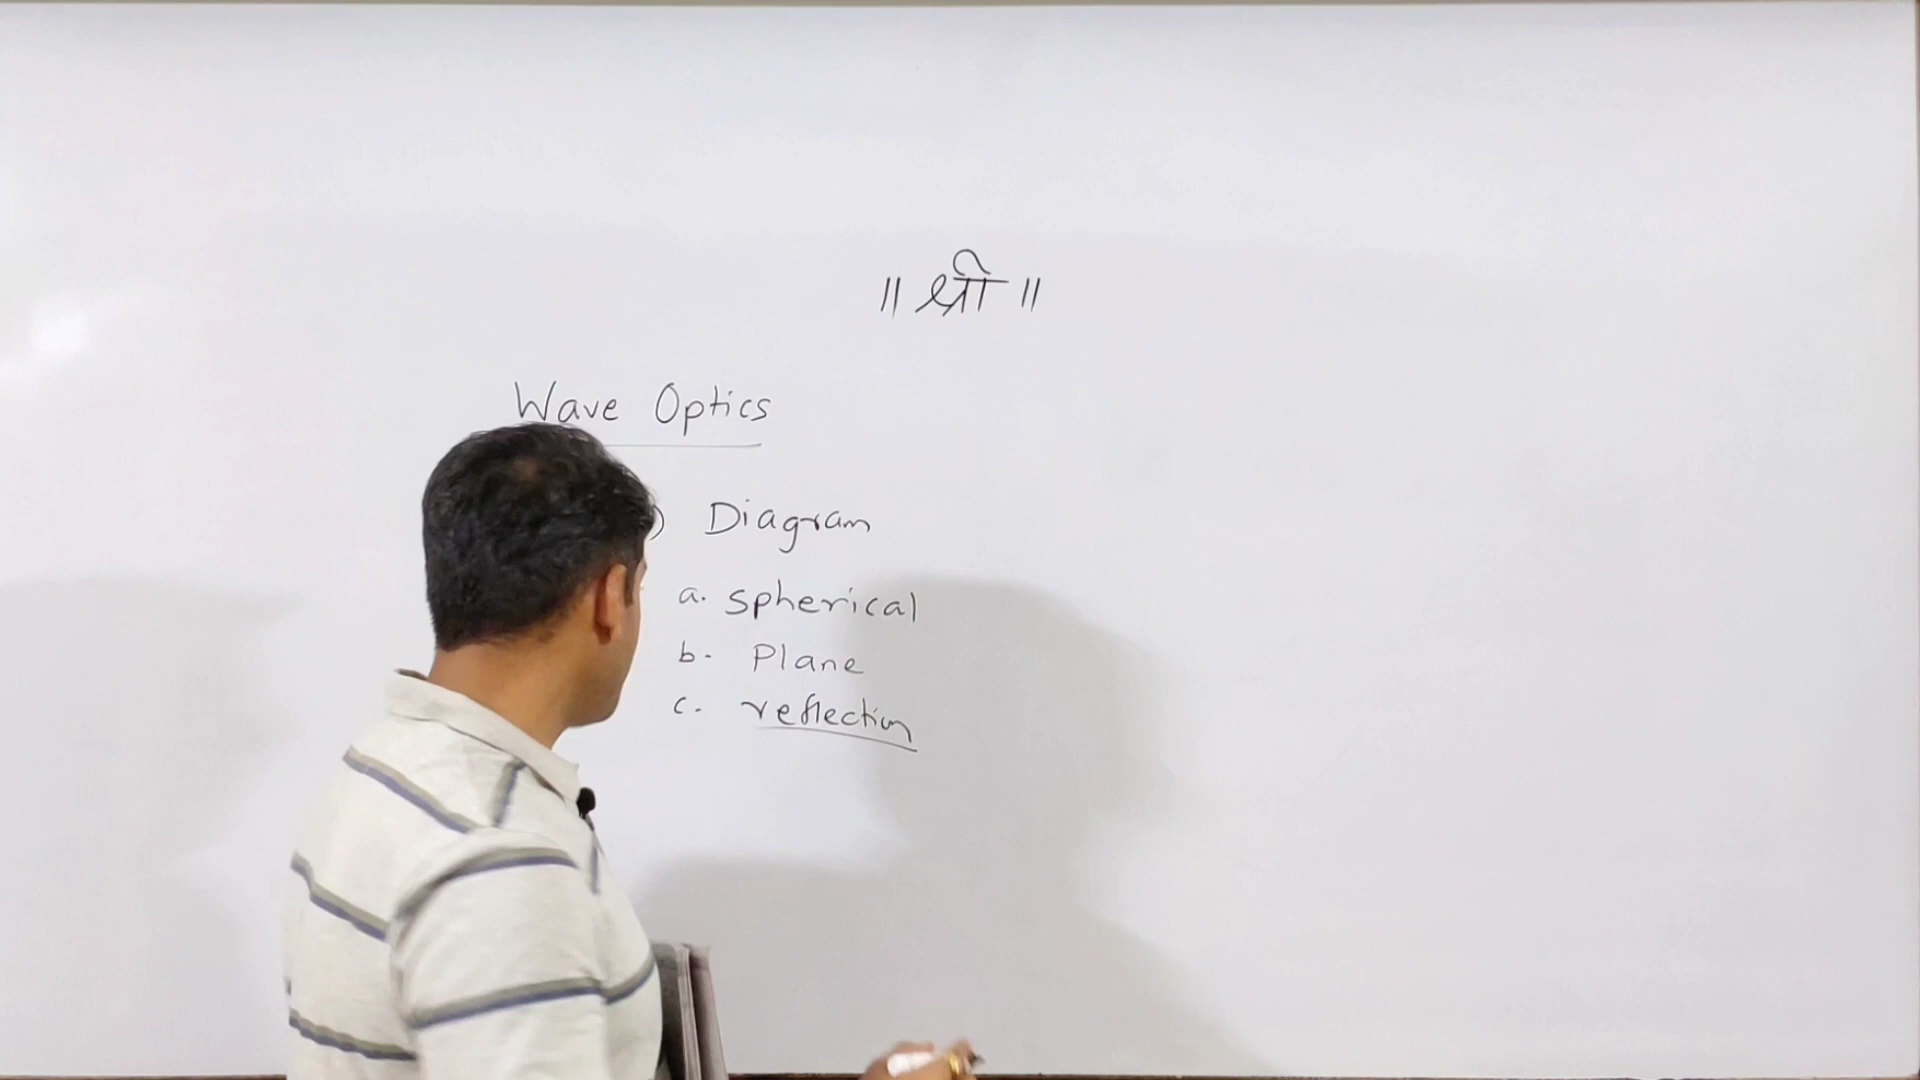 ॥ श्री ॥
Wave Optics
) Diagram
a. spherical
b. Plane
c. reflection